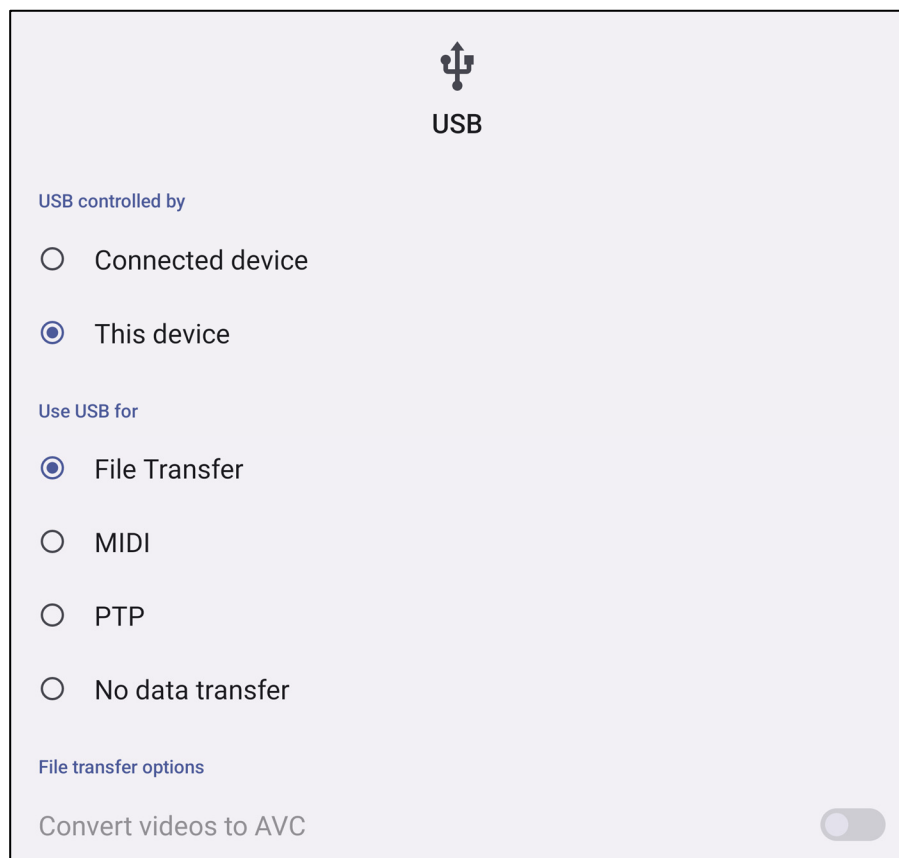 USB
USB controlled by
Connected device
This device
Use USB for
File Transfer
MIDI
PTP
No data transfer
File transfer options
Convert videos to AVC